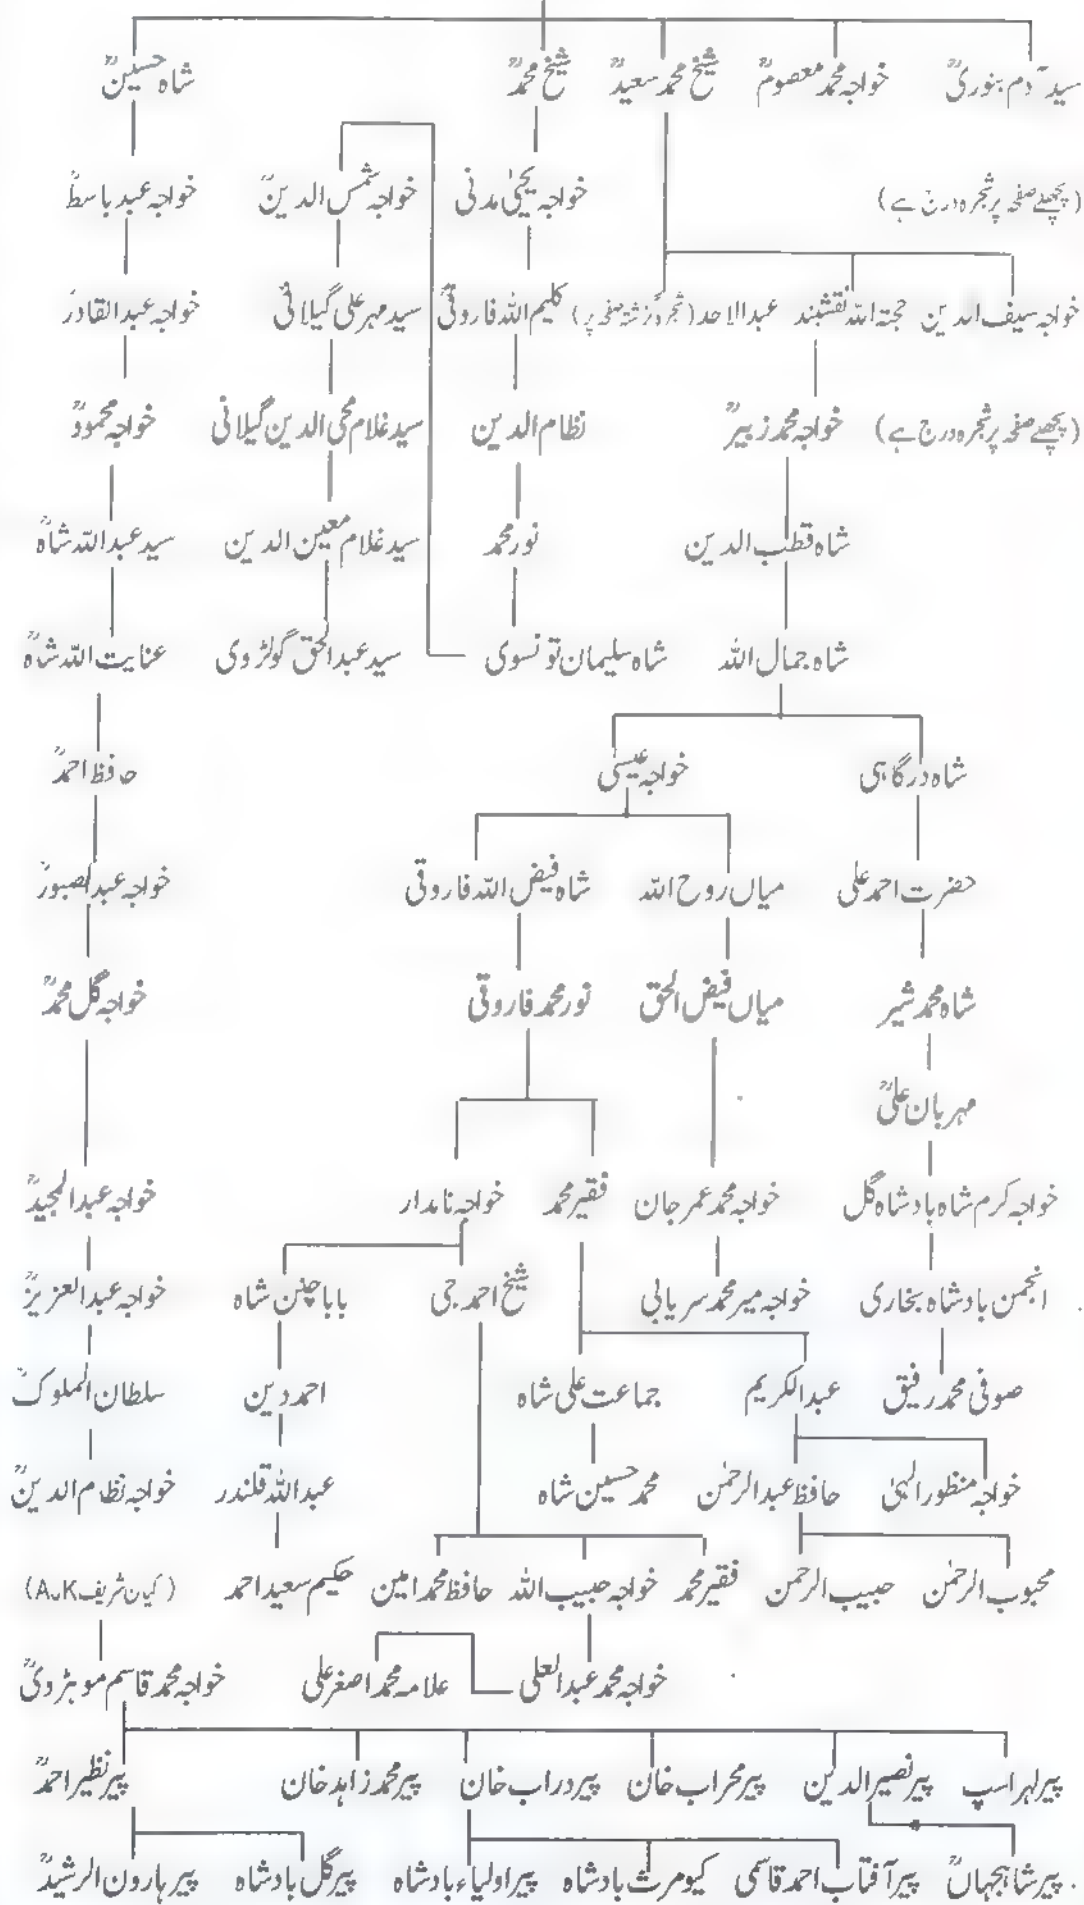 سید آدم بنوریؒ خواجہ محمد معصومؒ شیخ محمد سعیدؒ شیخ محمدؒ شاہ حسینؒ
(پچھلے صفحہ پر شجرہ درج ہے) خواجہ یحییٰ مدنی خواجہ شمس الدینؒ خواجہ عبدباسطؒ
خواجہ سیف الدین حجتہ اللہ نقشبند عبدالاحد (شجرہ گزشتہ صفحہ پر) کلیم اللہ فاروقیؒ سید مہر علی گیلانیؒ خواجہ عبدالقادرؒ
(پچھلے صفحہ پر شجرہ درج ہے) خواجہ محمد زبیرؒ نظام الدین سید غلام محی الدین گیلانی خواجہ محمودؒ
شاہ قطب الدین نور محمد سید غلام معین الدین سید عبداللہ شاہؒ
شاہ جمال اللہ شاہ سلیمان تونسوی سید عبدالحق گولڑوی عنایت اللہ شاہؒ
شاہ درگاہی خواجہ عیسیٰ حافظ احمدؒ
حضرت احمد علی میاں روح اللہ شاہ فیض اللہ فاروقی خواجہ عبدالصبورؒ
شاہ محمد شیر میاں فیض الحق نور محمد فاروقی خواجہ گل محمدؒ
مہربان علیؒ
خواجہ کرم شاہ بادشاہ گل خواجہ محمد عمر جان فقیر محمد خواجہ نامدار خواجہ عبدالمجیدؒ
انجمن بادشاہ بخاری خواجہ میر محمد سریابی شیخ احمد جی بابا چنن شاہ خواجہ عبدالعزیزؒ
صوفی محمد رفیق عبدالکریم جماعت علی شاہ احمد دین سلطان الملوکؒ
خواجہ منظور الٰہی حافظ عبدالرحمٰن محمد حسین شاہ عبداللہ قلندر خواجہ نظام الدینؒ
محبوب الرحمٰن حبیب الرحمن فقیر محمد خواجہ حبیب اللہ حافظ محمد امین حکیم سعید احمد (کیان شریف A.K)
خواجہ محمد عبدالعلی علامہ محمد اصغر علی خواجہ محمد قاسم موہڑویؒ
پیر لہراسپ پیر نصیر الدین پیر محراب خان پیر دراب خان پیر محمد زاہد خان پیر نظیر احمدؒ
پیر شاہجہاںؒ پیر آفتاب احمد قاسمی کیومرث بادشاہ پیر اولیاء بادشاہ پیر گل بادشاہ پیر ہارون الرشیدؒ